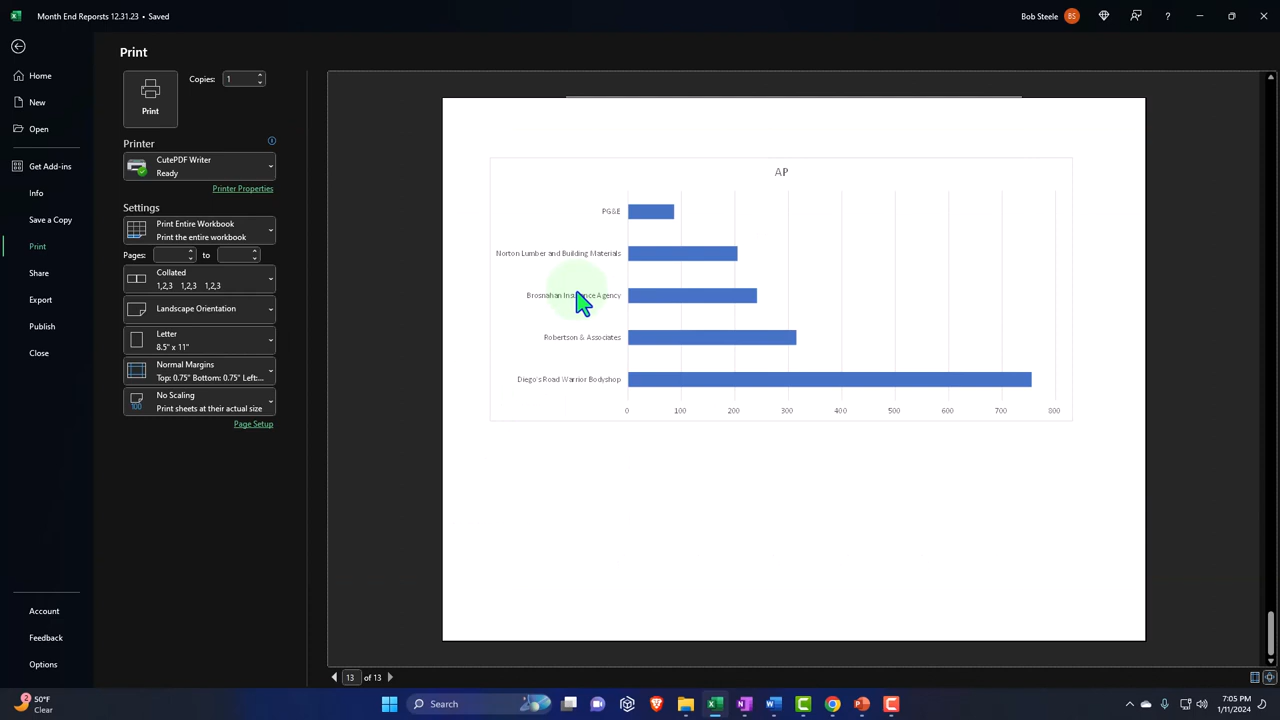 Month End Reporsts 12.31.23 • Saved
Bob Steele
BS
?
Print
Home
New
Open
Get Add-ins
Info
Save a Copy
Print
Share
Export
Publish
Close
Account
Feedback
Options
Print
Copies: 1
Printer
CutePDF Writer
Ready
Printer Properties
Settings
Print Entire Workbook
Print the entire workbook
Pages:
to
Collated
1,2,3 1,2,3 1,2,3
Landscape Orientation
Letter
8.5" x 11"
Normal Margins
Top: 0.75" Bottom: 0.75" Left:...
No Scaling
100
Print sheets at their actual size
Page Setup
AP
PG&E
Norton Lumber and Building Materials
Brosnahan Insurance Agency
Robertson & Associates
Diego's Road Warrior Bodyshop
0 100 200 300 400 500 600 700 800
13 of 13
50°F
Clear
2
Search
7:05 PM
1/11/2024